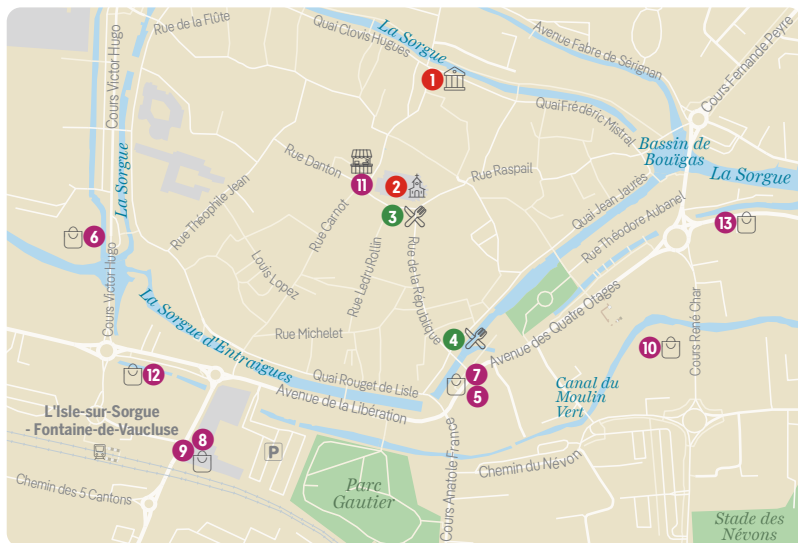 Rue de la Flûte
Quai Clovis Hugues
La Sorgue
Avenue Fabre de Sérignan
Cours Fernande Peyre
Cours Victor Hugo
La Sorgue
1
Quai Frédéric Mistral
Bassin de
Bouïgas
La Sorgue
Rue Danton
11
2
Rue Raspail
3
Rue Théophile Jean
Rue Carnot
Quai Jean Jaurès
Rue Théodore Aubanel
13
6
Louis Lopez
Rue Ledru Rollin
Rue de la République
Cours Victor Hugo
La Sorgue d'Entraigues
Rue Michelet
4
Avenue des Quatre Otages
Cours René Char
10
12
Quai Rouget de Lisle
Avenue de la Libération
7
5
Canal du
Moulin
Vert
L'Isle-sur-Sorgue
- Fontaine-de-Vaucluse
8
9
P
Cours Anatole France
Chemin du Névon
Chemin des 5 Cantons
Parc
Gautier
Stade des
Névons